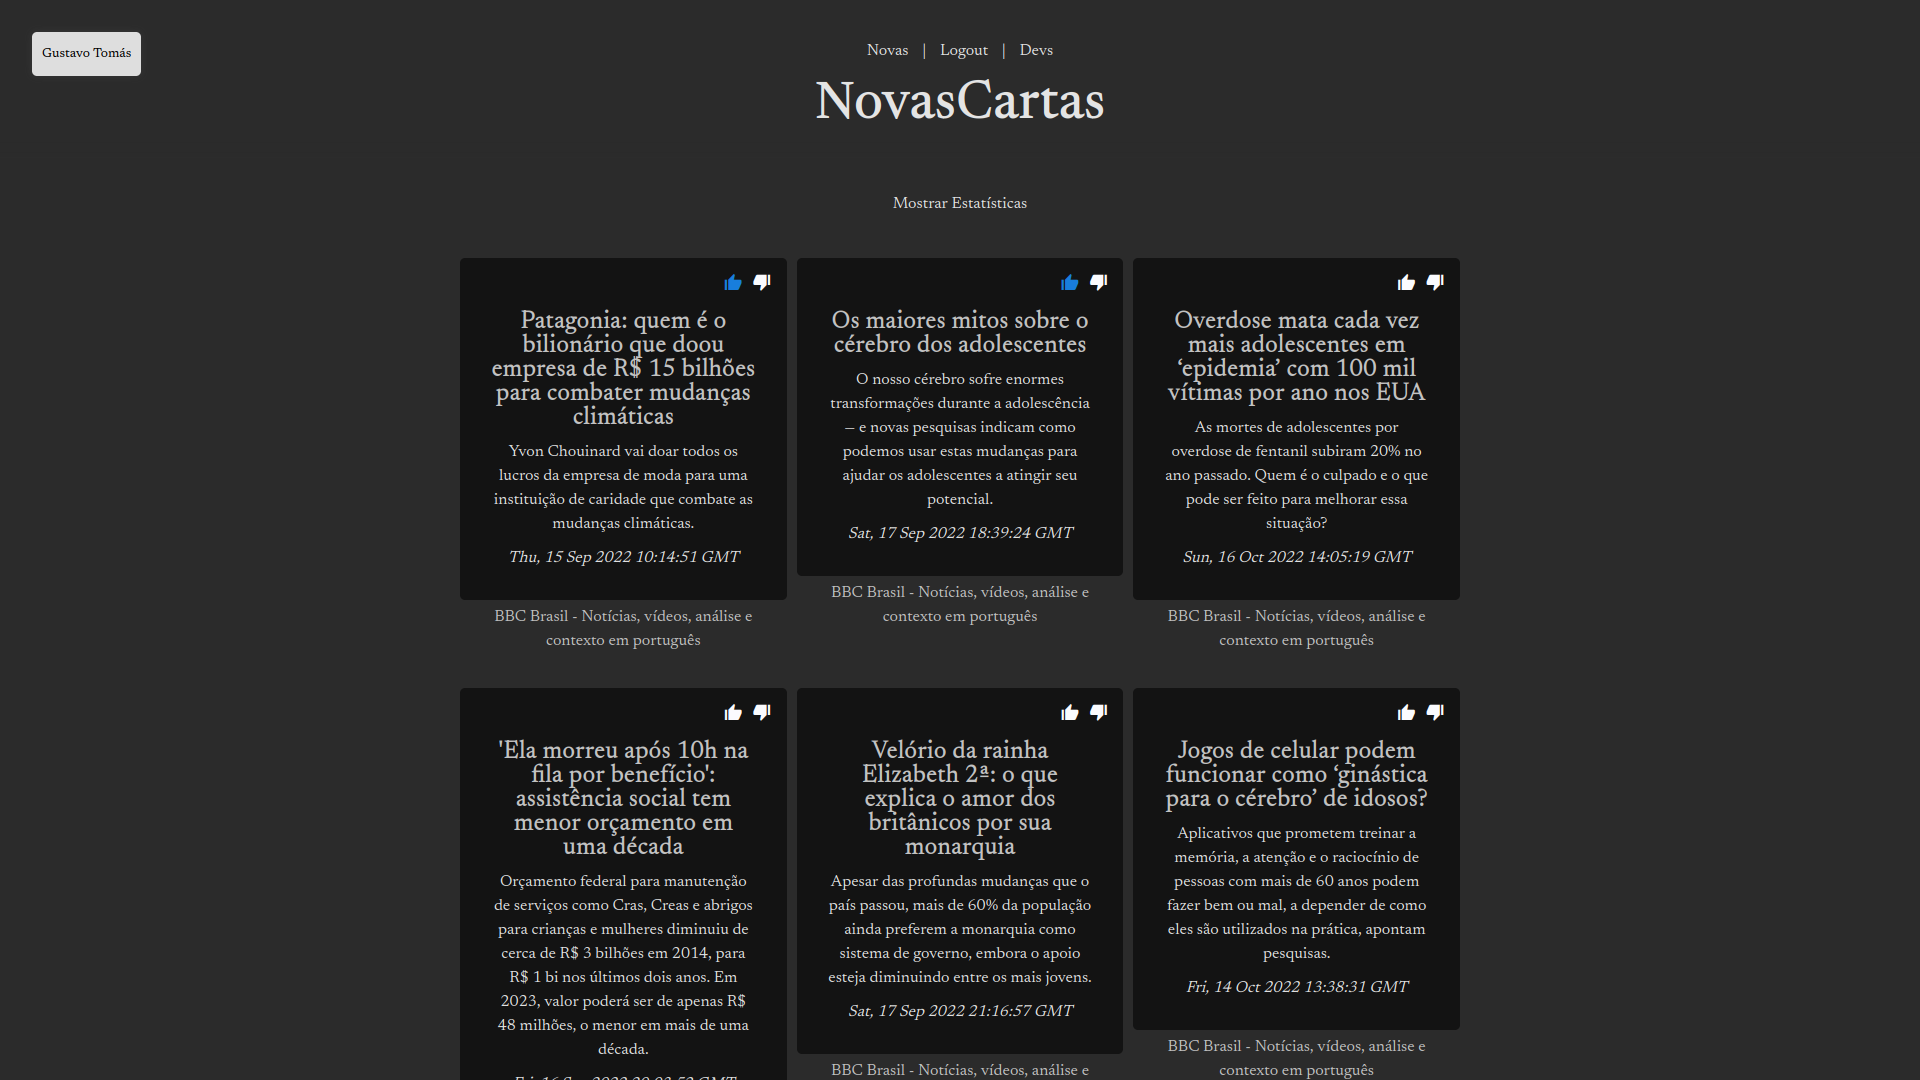 Gustavo Tomás
Novas | Logout | Devs
NovasCartas
Mostrar Estatísticas
Patagonia: quem é o
bilionário que doou
empresa de R$ 15 bilhões
para combater mudanças
climáticas
Yvon Chouinard vai doar todos os
lucros da empresa de moda para uma
instituição de caridade que combate as
mudanças climáticas.
Thu, 15 Sep 2022 10:14:51 GMT
BBC Brasil - Notícias, vídeos, análise e
contexto em português
Os maiores mitos sobre o
cérebro dos adolescentes
O nosso cérebro sofre enormes
transformações durante a adolescência
— e novas pesquisas indicam como
podemos usar estas mudanças para
ajudar os adolescentes a atingir seu
potencial.
Sat, 17 Sep 2022 18:39:24 GMT
BBC Brasil - Notícias, vídeos, análise e
contexto em português
Overdose mata cada vez
mais adolescentes em
‘epidemia’ com 100 mil
vítimas por ano nos EUA
As mortes de adolescentes por
overdose de fentanil subiram 20% no
ano passado. Quem é o culpado e o que
pode ser feito para melhorar essa
situação?
Sun, 16 Oct 2022 14:05:19 GMT
BBC Brasil - Notícias, vídeos, análise e
contexto em português
'Ela morreu após 10h na
fila por benefício':
assistência social tem
menor orçamento em
uma década
Orçamento federal para manutenção
de serviços como Cras, Creas e abrigos
para crianças e mulheres diminuiu de
cerca de R$ 3 bilhões em 2014, para
R$ 1 bi nos últimos dois anos. Em
2023, valor poderá ser de apenas R$
48 milhões, o menor em mais de uma
década.
Velório da rainha
Elizabeth 2ª: o que
explica o amor dos
britânicos por sua
monarquia
Apesar das profundas mudanças que o
país passou, mais de 60% da população
ainda preferem a monarquia como
sistema de governo, embora o apoio
esteja diminuindo entre os mais jovens.
Sat, 17 Sep 2022 21:16:57 GMT
BBC Brasil - Notícias, vídeos, análise e
Jogos de celular podem
funcionar como ‘ginástica
para o cérebro’ de idosos?
Aplicativos que prometem treinar a
memória, a atenção e o raciocínio de
pessoas com mais de 60 anos podem
fazer bem ou mal, a depender de como
eles são utilizados na prática, apontam
pesquisas.
Fri, 14 Oct 2022 13:38:31 GMT
BBC Brasil - Notícias, vídeos, análise e
contexto em português